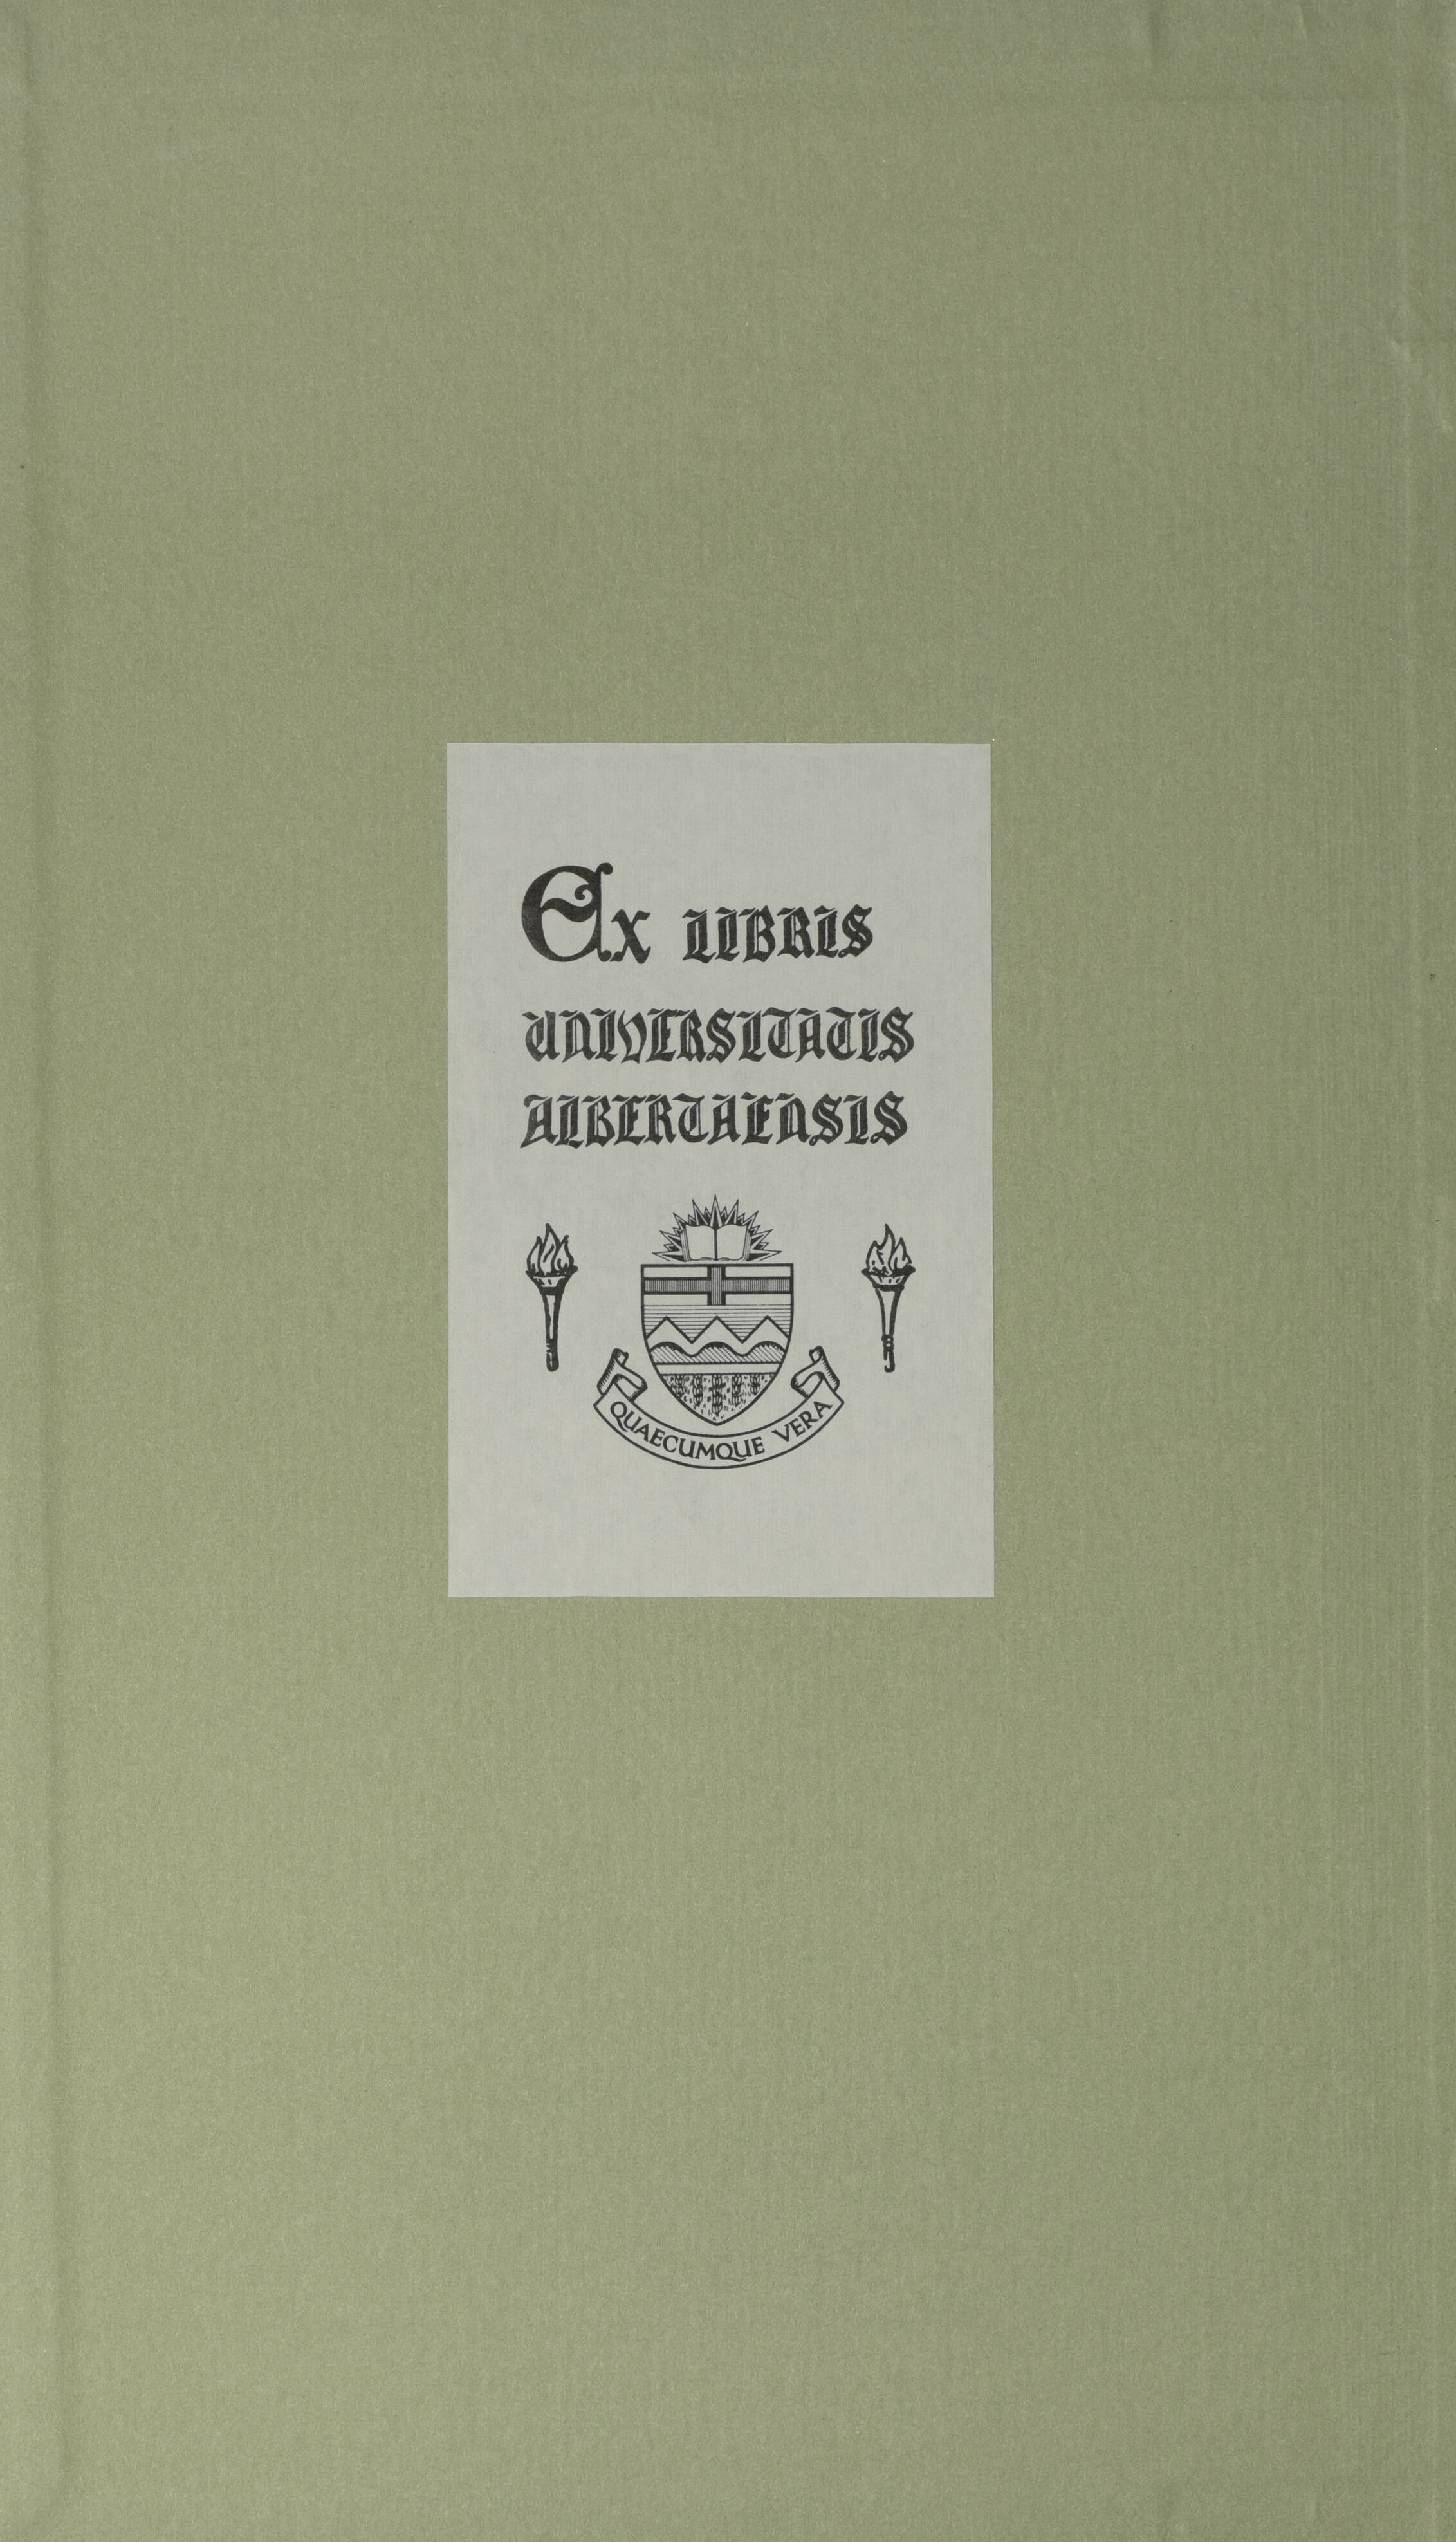 Ex LIBRIS
UNIVERSITATIS
ALBERTAENSIS
QUAECUMQUE VERA